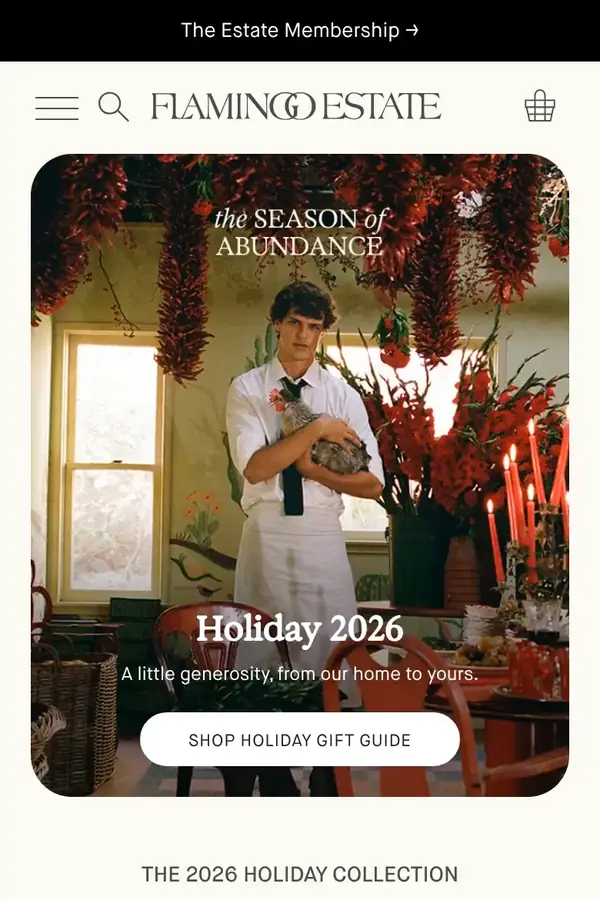 The Estate Membership →
FLAMINGO ESTATE
the SEASON of
ABUNDANCE
Holiday 2026
A little generosity, from our home to yours.
SHOP HOLIDAY GIFT GUIDE
THE 2026 HOLIDAY COLLECTION